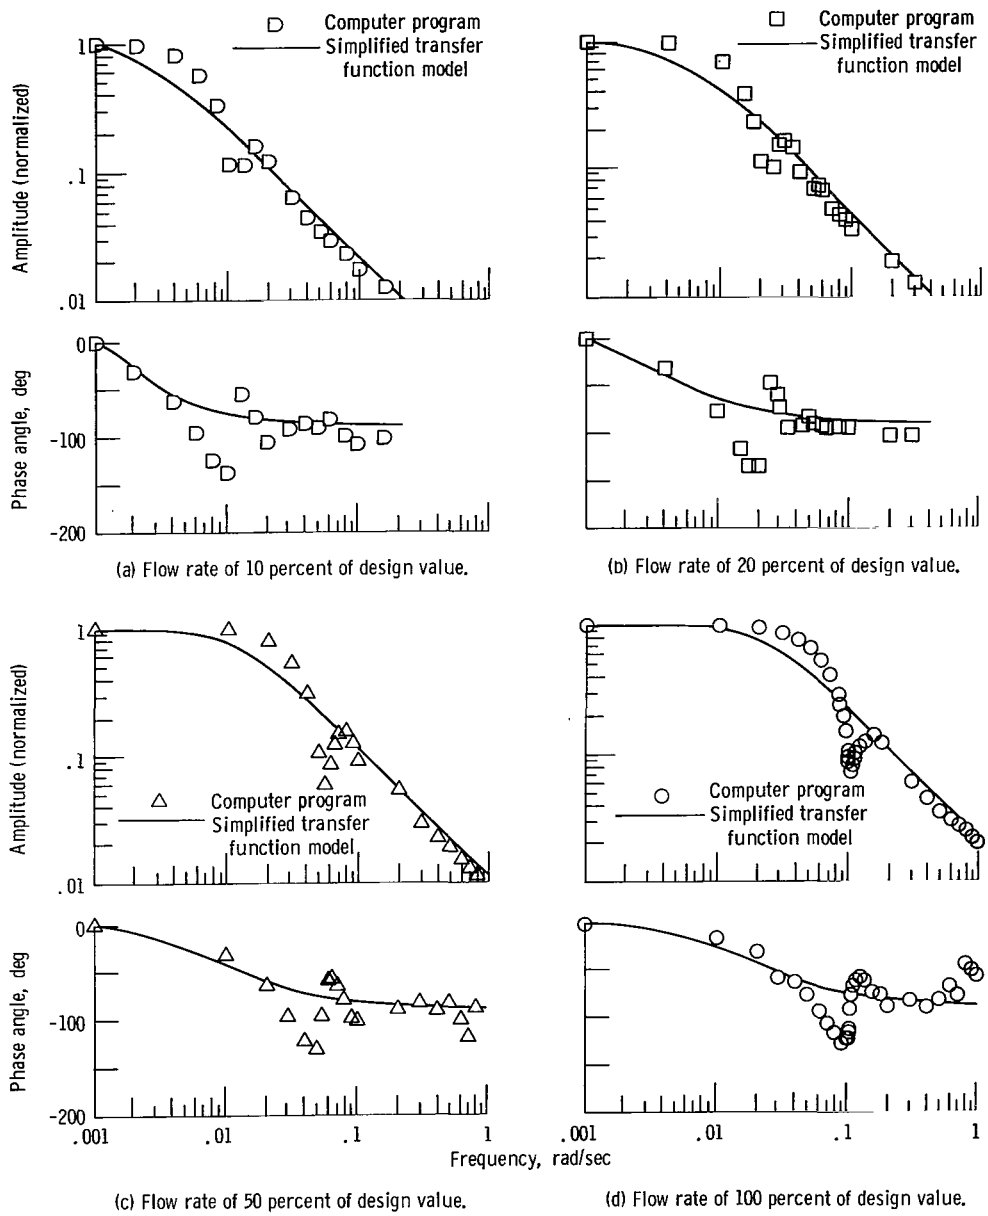 Computer program
Simplified transfer
function model
Computer program
Simplified transfer
function model
Amplitude (normalized)
1
.1
.01
Phase angle, deg
0
-100
-200
(a) Flow rate of 10 percent of design value.
(b) Flow rate of 20 percent of design value.
Amplitude (normalized)
1
.1
.01
Computer program
Simplified transfer
function model
Computer program
Simplified transfer
function model
Phase angle, deg
0
-100
-200
.001
.01
.1
1
.001
.01
.1
1
Frequency, rad/sec
(c) Flow rate of 50 percent of design value.
(d) Flow rate of 100 percent of design value.